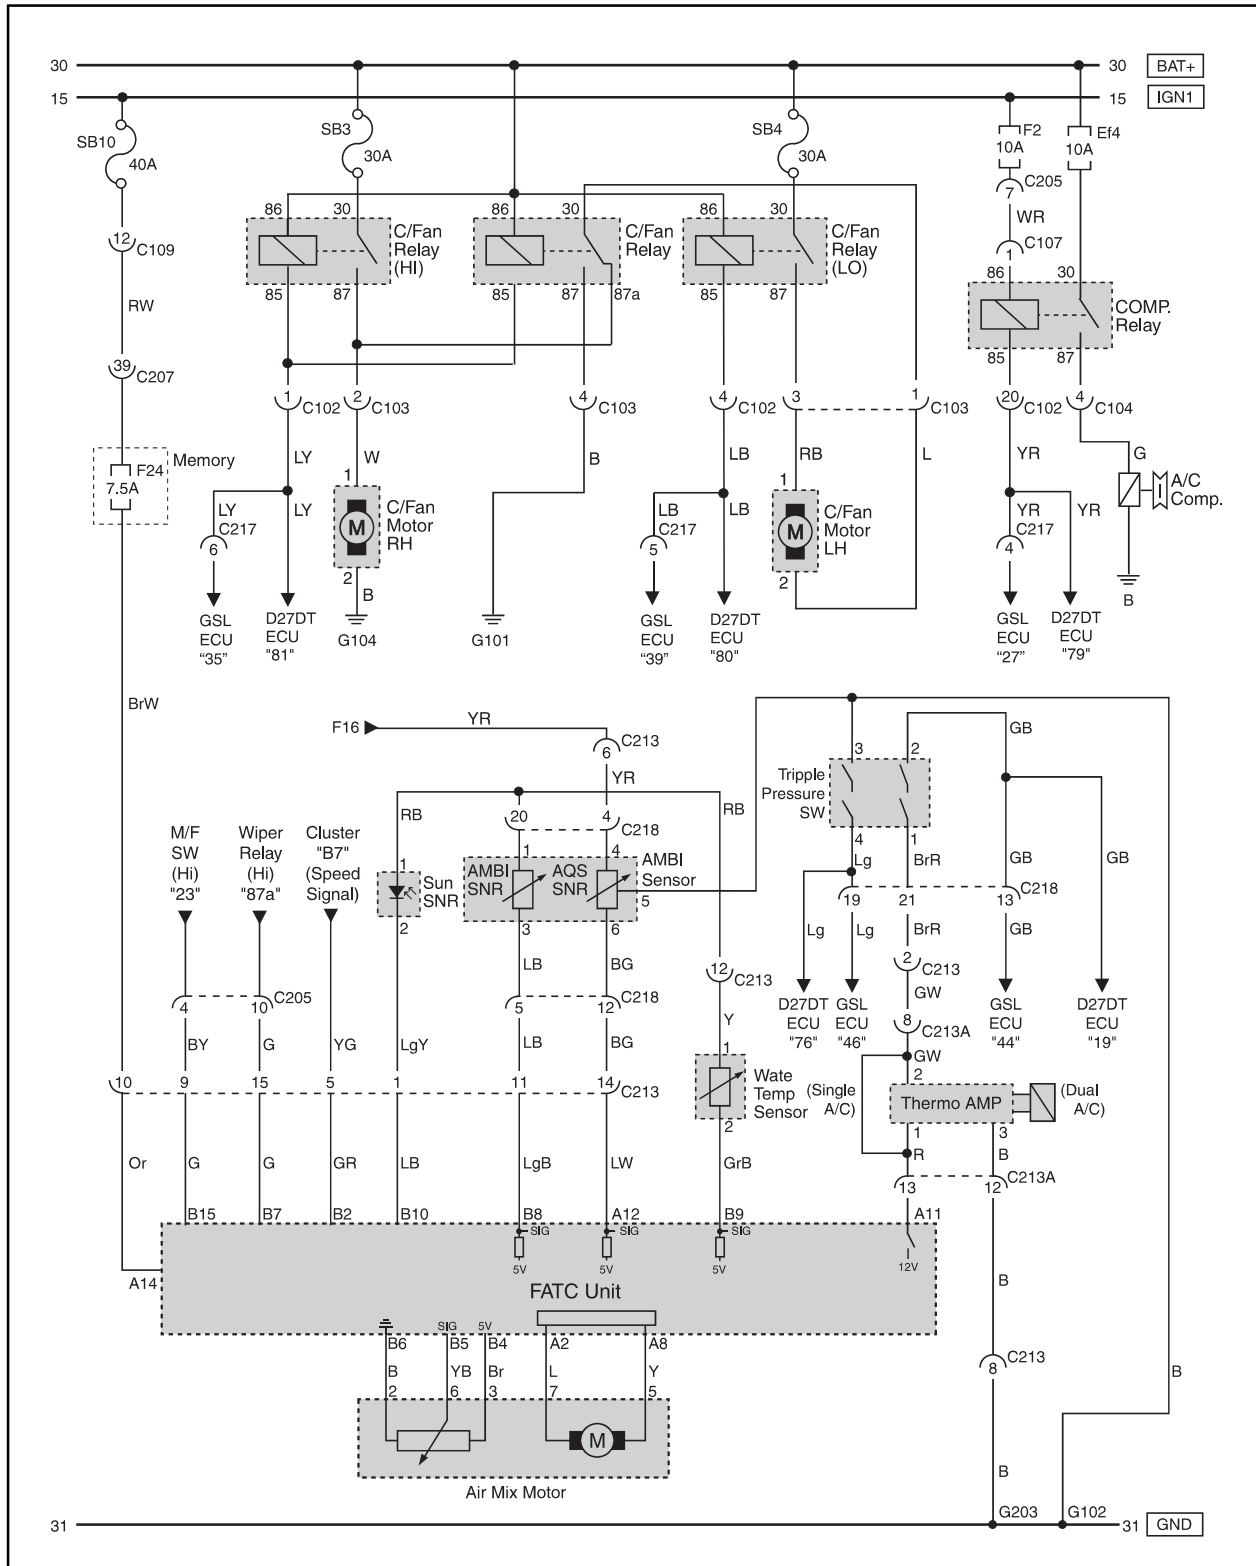 30 30 BAT+
15 15 IGN1
SB10 40A
SB3 30A
SB4 30A
F2 10A
Ef4 10A
7 C205
WR
1 C107
12 C109
RW
39 C207
86 30 C/Fan Relay (HI) 85 87
86 30 C/Fan Relay 85 87 87a
86 30 C/Fan Relay (LO) 85 87
86 30 COMP. Relay 85 87
1 C102 2 C103
4 C103
4 C102 3 1 C103
20 C102 4 C104
F24 7.5A Memory
LY W B LB RB L YR G
LY LY C217 6
1 C/Fan Motor RH M 2 B
LB LB C217 5
1 C/Fan Motor LH M 2
YR YR C217 4
A/C Comp.
B
GSL ECU “35”
D27DT ECU "81"
G104
G101
GSL ECU “39”
D27DT ECU "80"
GSL ECU “27”
D27DT ECU "79"
BrW
F16 YR
6 C213
YR
RB RB
20 4 C218
M/F SW (Hi) "23"
Wiper Relay (Hi) "87a"
Cluster "B7" (Speed Signal)
1 Sun SNR 2
1 AMBI SNR 3
4 AQS SNR 6
AMBI Sensor 5
Tripple Pressure SW
3 2 4 1
GB
Lg BrR GB GB
19 21 13 C218
Lg Lg BrR GB
LB BG
12 C213
2 C213
4 10 C205
5 12 C218
Y
GW
8 C213A
D27DT ECU "76"
GSL ECU "46"
GSL ECU "44"
D27DT ECU "19"
BY G YG LgY LB BG
1 Wate Temp Sensor 2
GW
(Single A/C)
2 Thermo AMP 1 3
(Dual A/C)
10 9 15 5 1 11 14 C213
Or G G GR LB LgB LW GrB R B
13 12 C213A
B15 B7 B2 B10 B8 A12 B9 A11
SIG SIG SIG
5V 5V 5V 12V
A14
FATC Unit
B
SIG 5V
B6 B5 B4 A2 A8
B YB Br L Y
2 6 3 7 5
M
Air Mix Motor
8 C213
B
B
G203 G102
31 31 GND